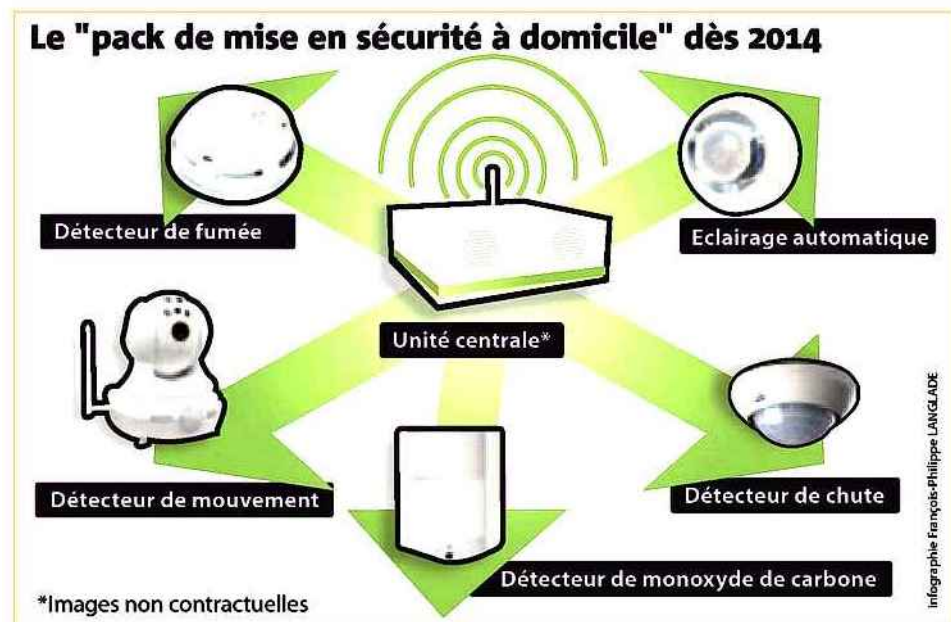 Le "pack de mise en sécurité à domicile" dès 2014
Détecteur de fumée
Eclairage automatique
Unité centrale*
Détecteur de mouvement
Détecteur de chute
Détecteur de monoxyde de carbone
*Images non contractuelles
Infographie François-Philippe LANGLADE